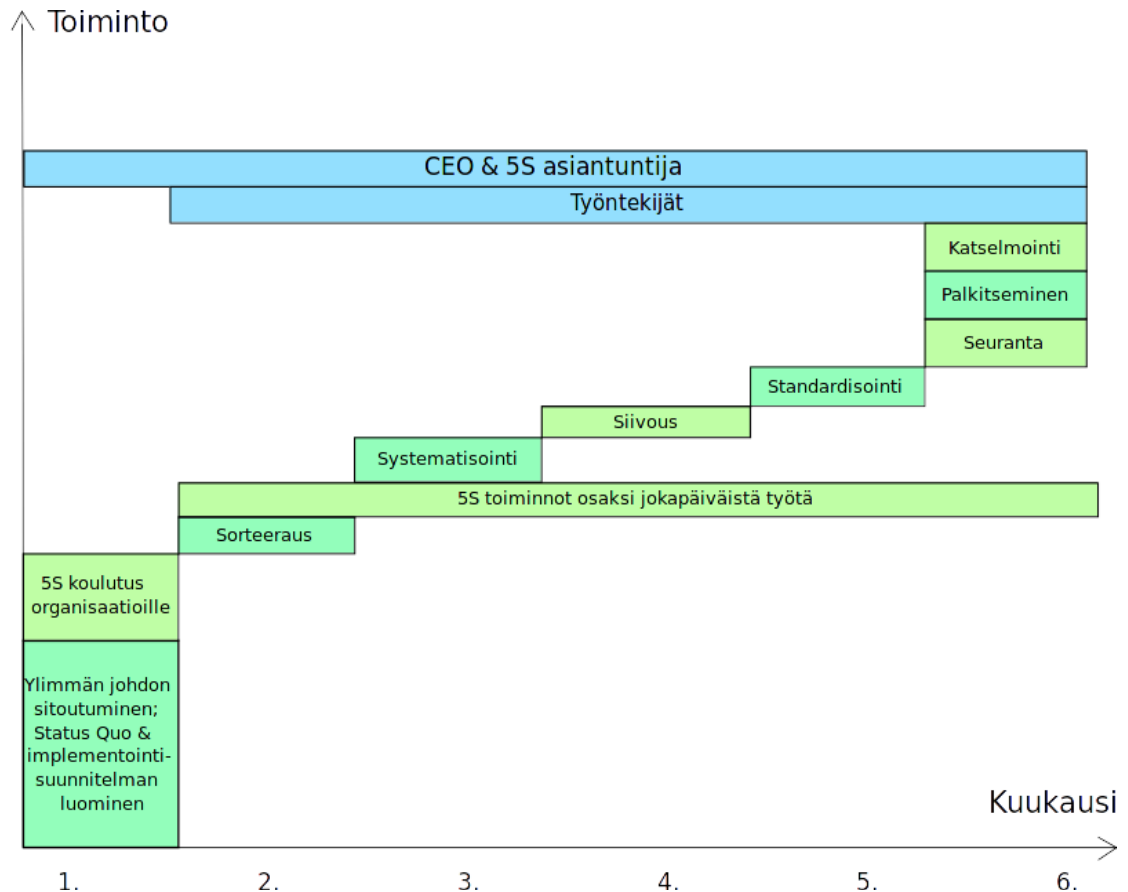 Toiminto
CEO & 5S asiantuntija
Työntekijät
Katselmointi
Palkitseminen
Seuranta
Standardisointi
Siivous
Systematisointi
5S toiminnot osaksi jokapäiväistä työtä
Sorteeraus
5S koulutus
organisaatioille
Ylimmän johdon
sitoutuminen;
Status Quo &
implementointi-
suunnitelman
luominen
Kuukausi
1. 2. 3. 4. 5. 6.